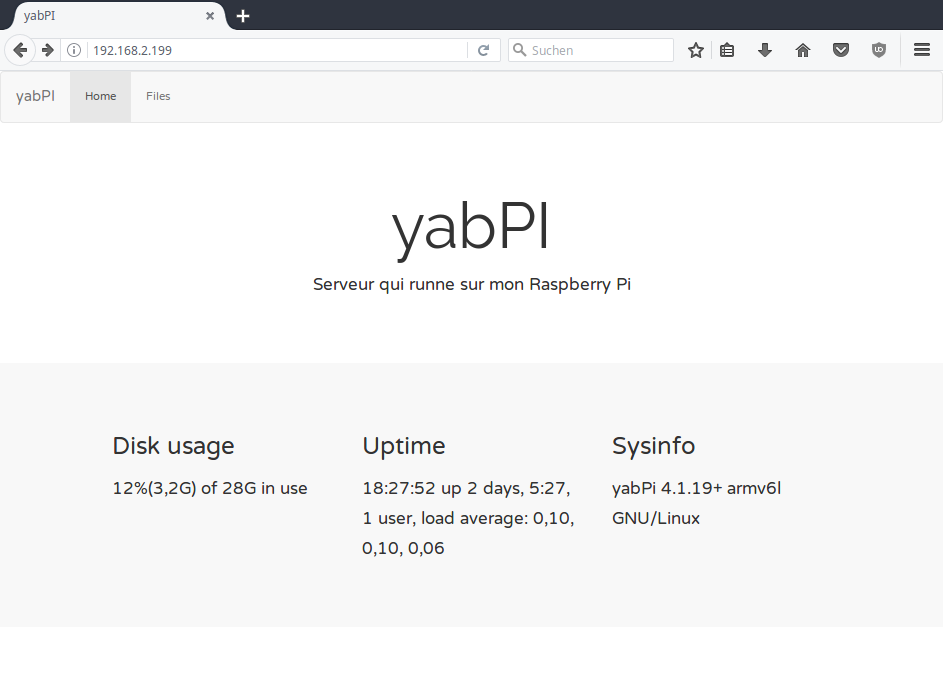 yabPI
192.168.2.199
Suchen
yabPI Home Files
yabPI
Serveur qui runne sur mon Raspberry Pi
Disk usage
12%(3,2G) of 28G in use
Uptime
18:27:52 up 2 days, 5:27,
1 user, load average: 0,10,
0,10, 0,06
Sysinfo
yabPi 4.1.19+ armv6l
GNU/Linux